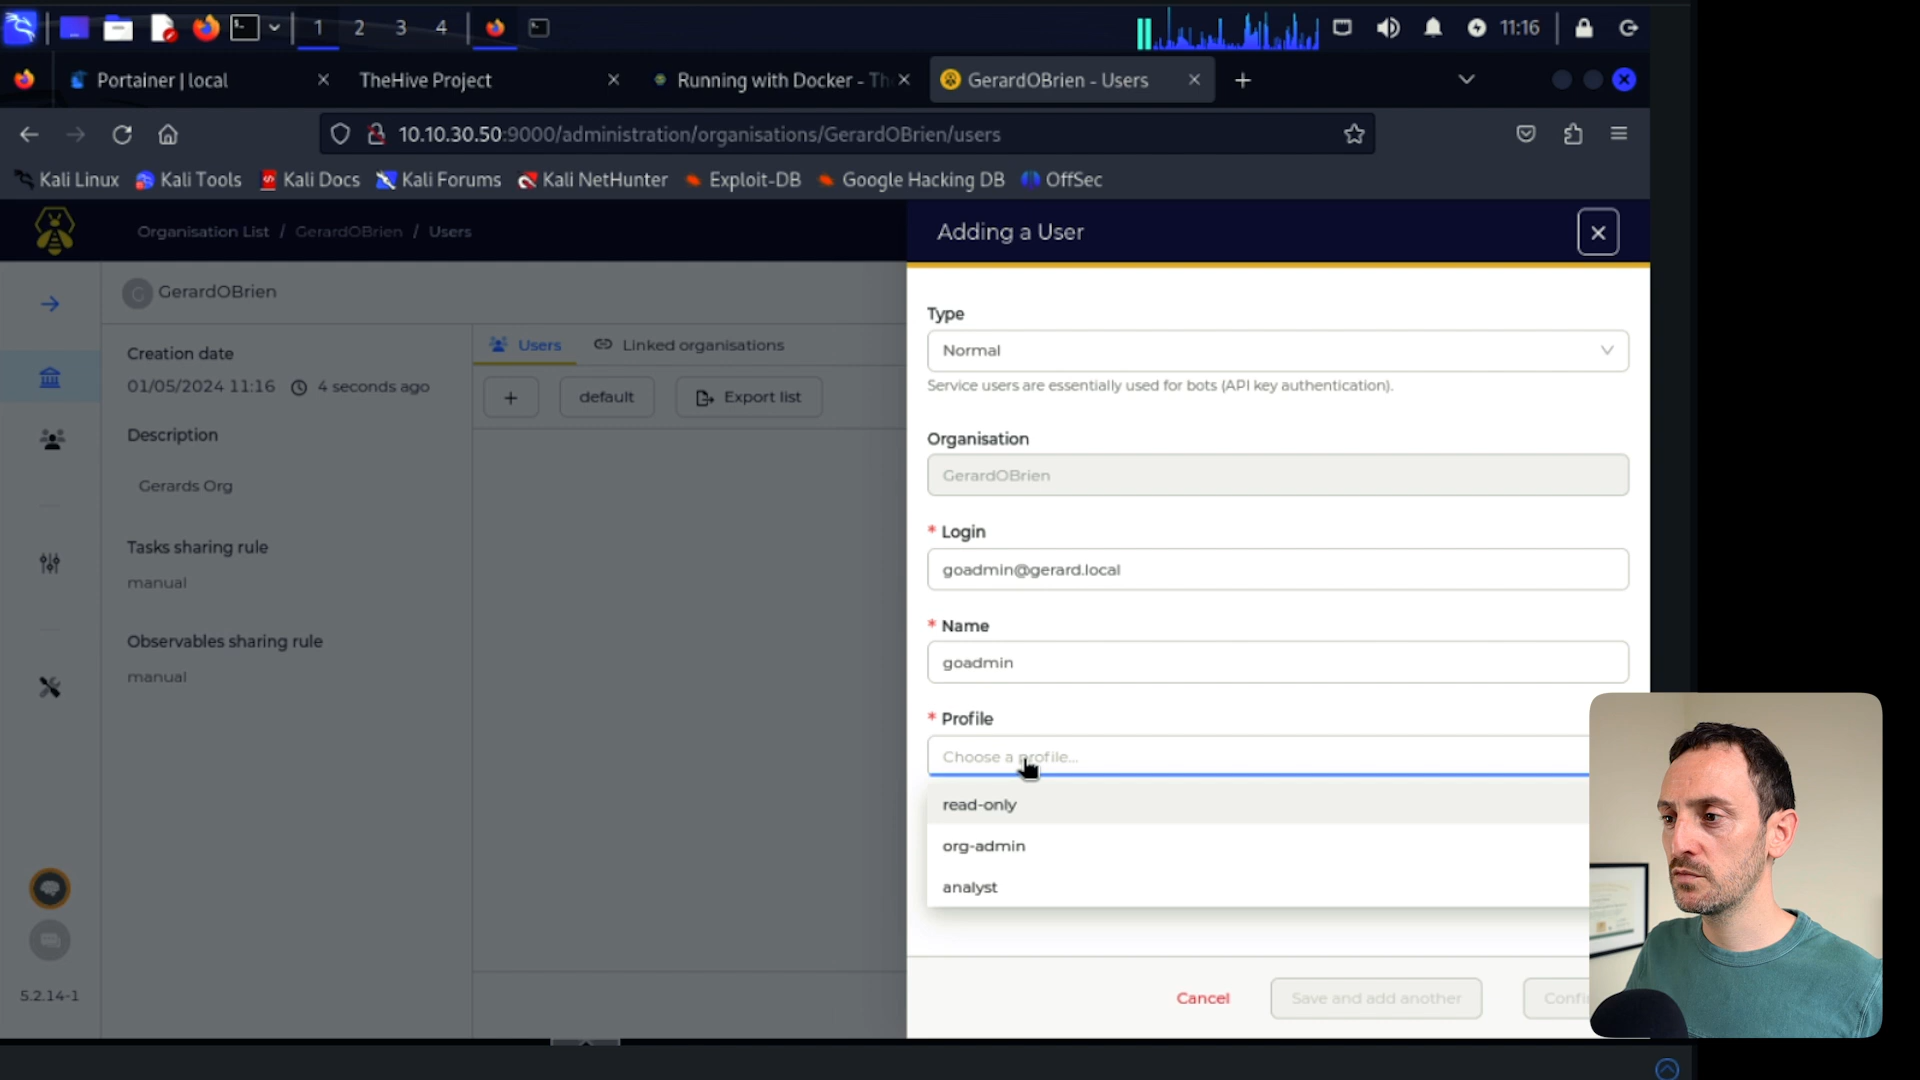 1 2 3 4 11:16
Portainer | local
TheHive Project
Running with Docker - Th
GerardOBrien - Users
10.10.30.50:9000/administration/organisations/GerardOBrien/users
Kali Linux Kali Tools Kali Docs Kali Forums Kali NetHunter Exploit-DB Google Hacking DB OffSec
Organisation List / GerardOBrien / Users
Adding a User
G GerardOBrien
Creation date
01/05/2024 11:16 4 seconds ago
Description
Gerards Org
Tasks sharing rule
manual
Observables sharing rule
manual
5.2.14-1
Users Linked organisations
+ default Export list
Type
Normal
Service users are essentially used for bots (API key authentication).
Organisation
GerardOBrien
* Login
goadmin@gerard.local
* Name
goadmin
* Profile
Choose a profile...
read-only
org-admin
analyst
Cancel Save and add another